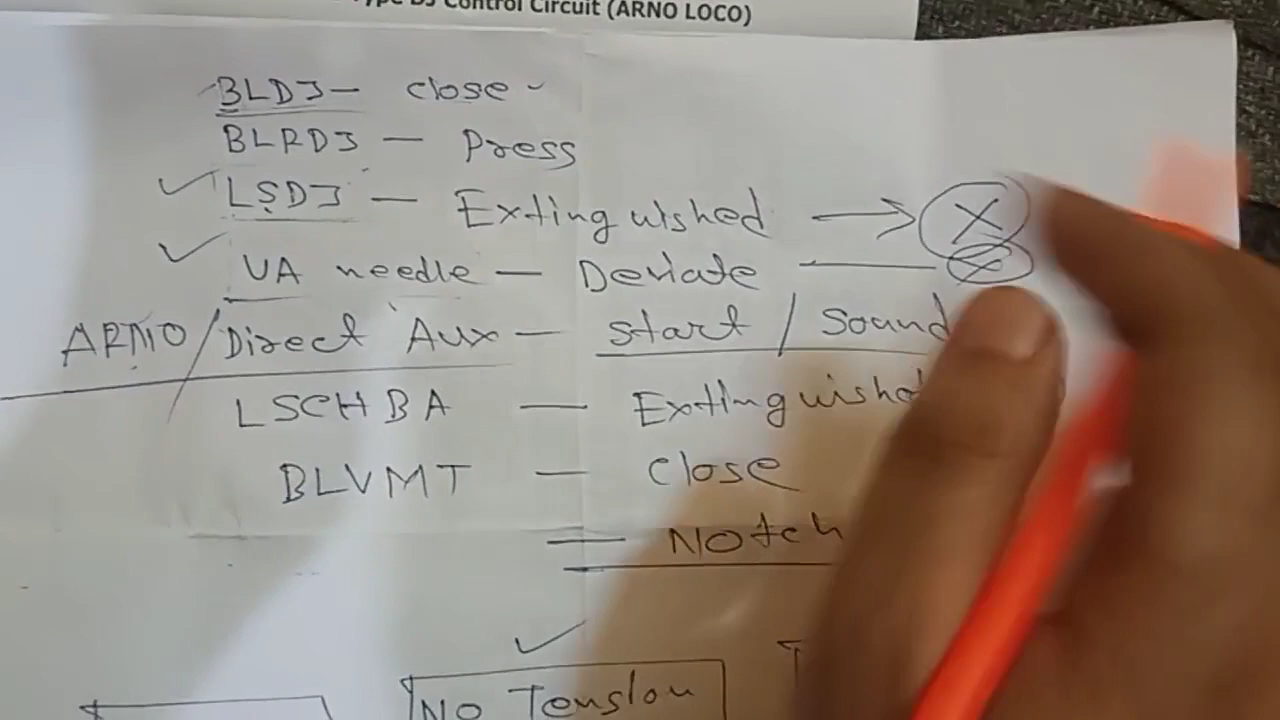 Control Circuit (ARNO LOCO)
BLDJ - close
BLRDJ - Press
LSDJ - Extinguished → X
UA needle - Deviate - X
ARNO / Direct Aux - start / Sound
LSCHBA - Extinguished
BLVMT - close
- Notch
No Tension